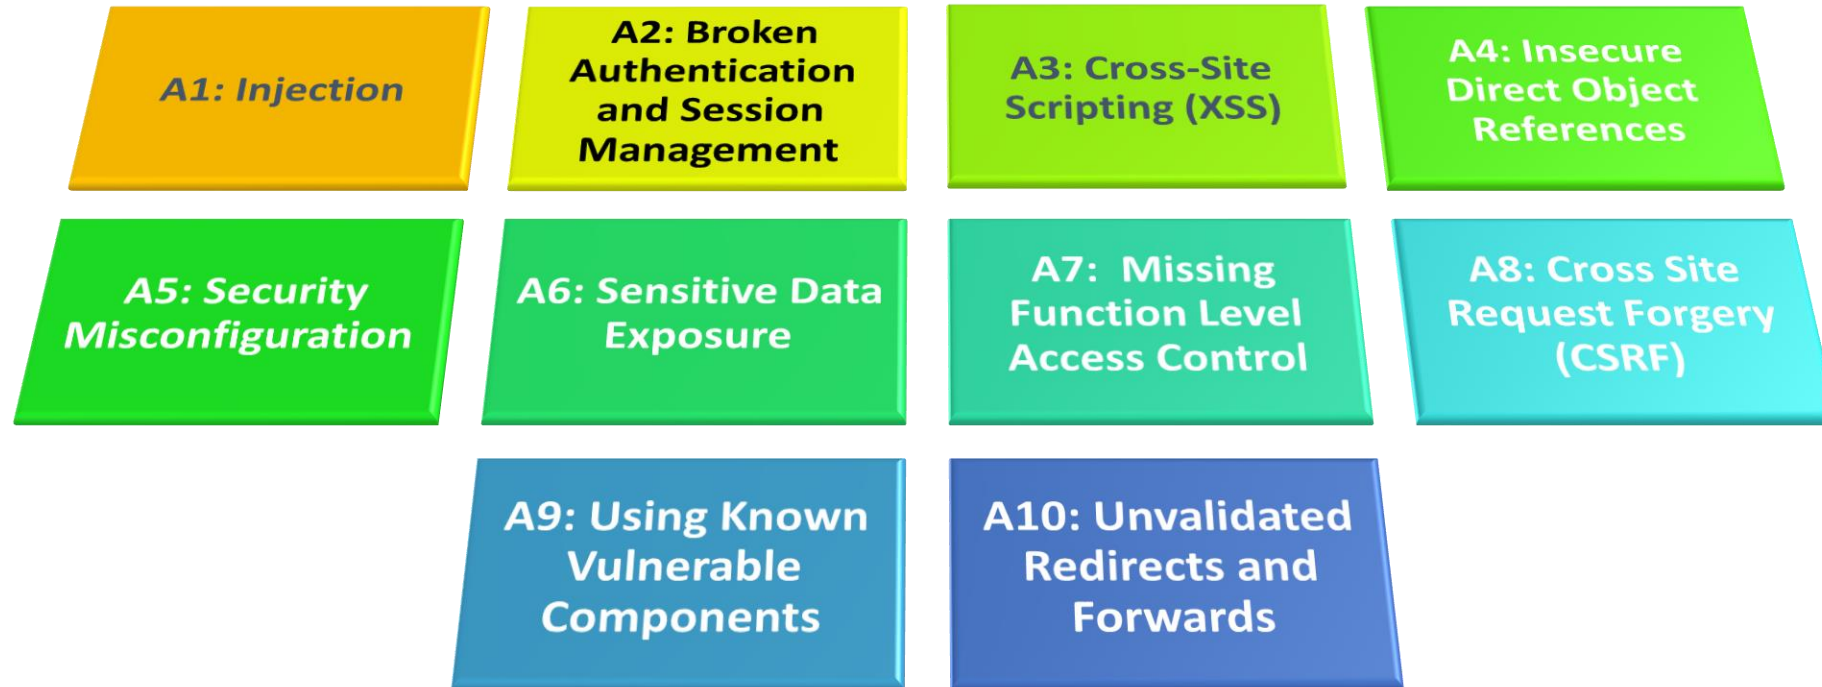 A1: Injection
A2: Broken
Authentication
and Session
Management
A3: Cross-Site
Scripting (XSS)
A4: Insecure
Direct Object
References
A5: Security
Misconfiguration
A6: Sensitive Data
Exposure
A7:  Missing
Function Level
Access Control
A8: Cross Site
Request Forgery
(CSRF)
A9: Using Known
Vulnerable
Components
A10: Unvalidated
Redirects and
Forwards